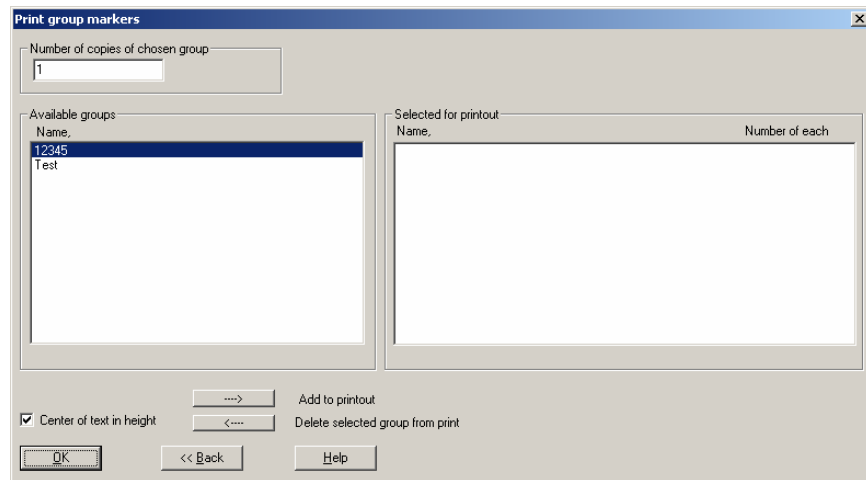 Print group markers
Number of copies of chosen group
1
Available groups
Name,
12345
Test
Selected for printout
Name, Number of each
----> Add to printout
Center of text in height
<---- Delete selected group from print
OK << Back Help